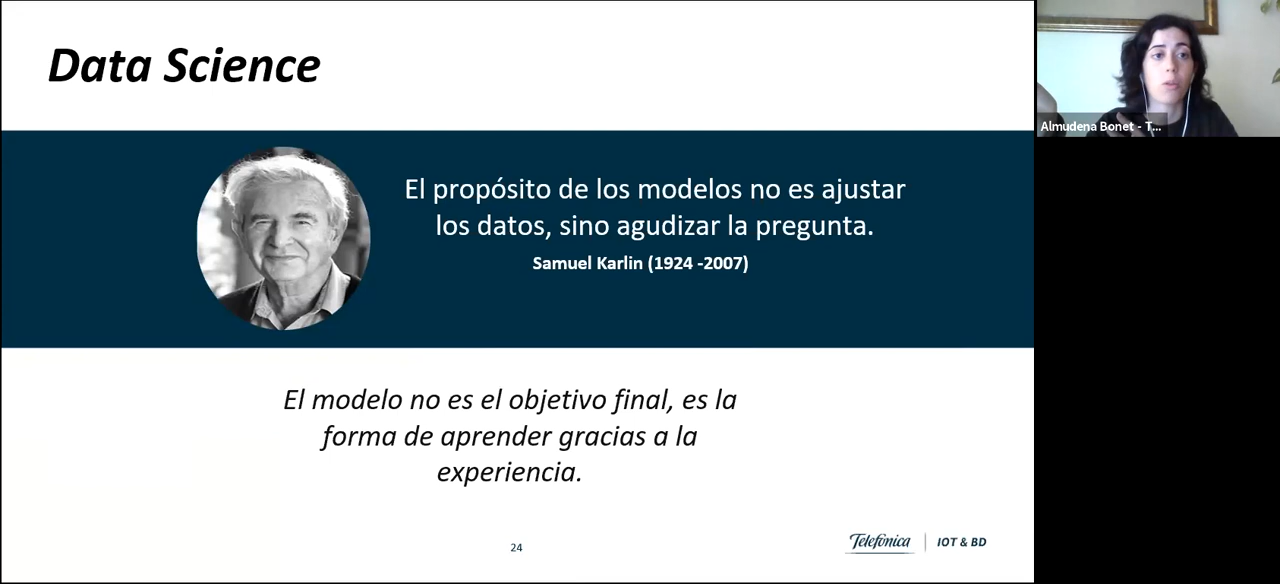 Data Science
El propósito de los modelos no es ajustar
los datos, sino agudizar la pregunta.
Samuel Karlin (1924 -2007)
El modelo no es el objetivo final, es la
forma de aprender gracias a la
experiencia.
24
Telefónica | IOT & BD
Almudena Bonet - T...